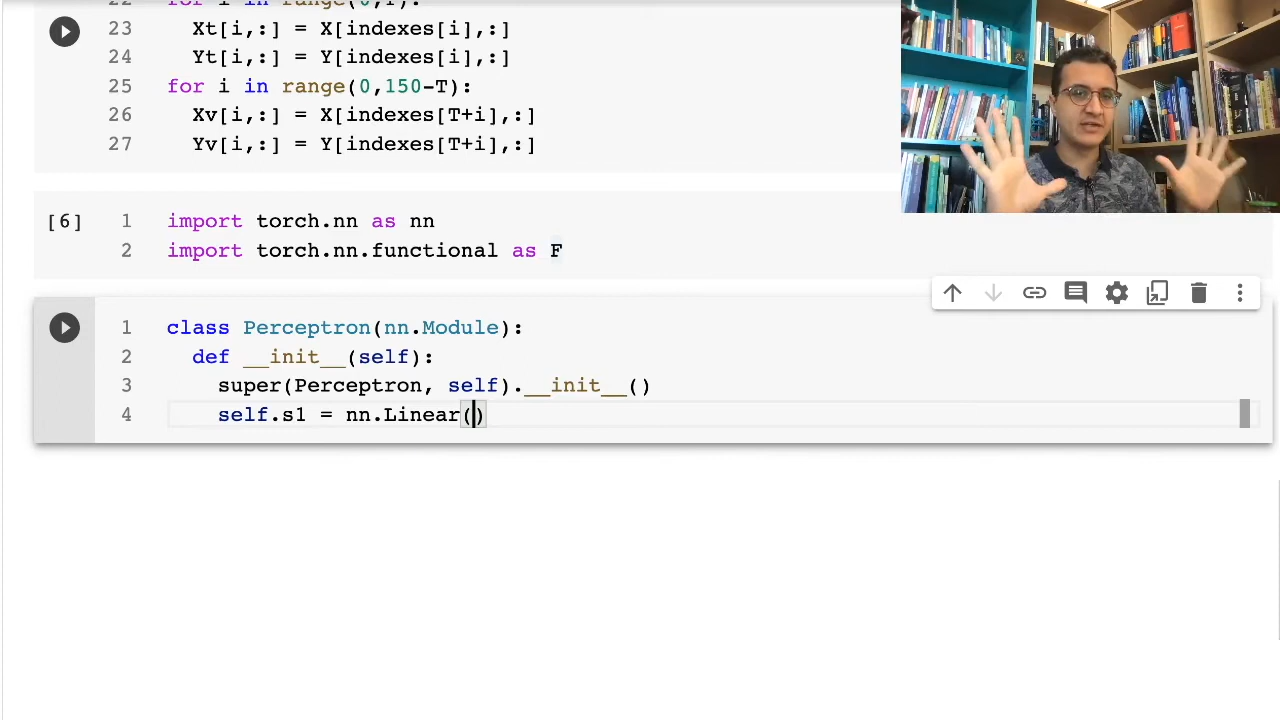 23 Xt[i,:] = X[indexes[i],:]
24 Yt[i,:] = Y[indexes[i],:]
25 for i in range(0,150-T):
26 Xv[i,:] = X[indexes[T+i],:]
27 Yv[i,:] = Y[indexes[T+i],:]
[6] 1 import torch.nn as nn
2 import torch.nn.functional as F
1 class Perceptron(nn.Module):
2 def __init__(self):
3 super(Perceptron, self).__init__()
4 self.s1 = nn.Linear()